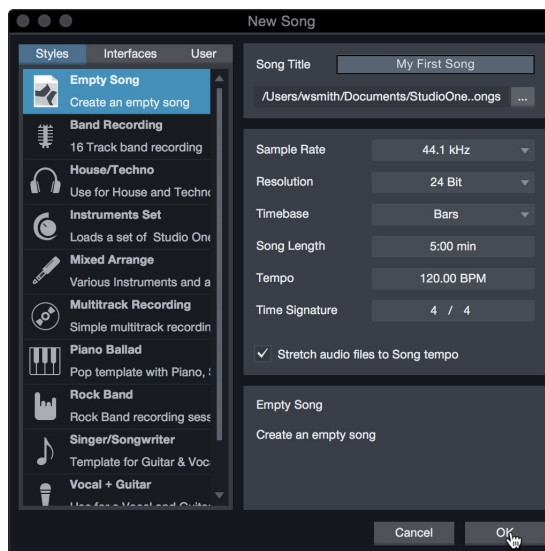 New Song
Styles Interfaces User
Empty Song
Create an empty song
Band Recording
16 Track band recording
House/Techno
Use for House and Techno
Instruments Set
Loads a set of Studio One
Mixed Arrange
Various Instruments and a
Multitrack Recording
Simple multitrack recordin
Piano Ballad
Pop template with Piano,
Rock Band
Rock Band recording sess
Singer/Songwriter
Template for Guitar & Voc
Vocal + Guitar
Song Title My First Song
/Users/wsmith/Documents/StudioOne..ongs ...
Sample Rate 44.1 kHz
Resolution 24 Bit
Timebase Bars
Song Length 5:00 min
Tempo 120.00 BPM
Time Signature 4 / 4
Stretch audio files to Song tempo
Empty Song
Create an empty song
Cancel OK